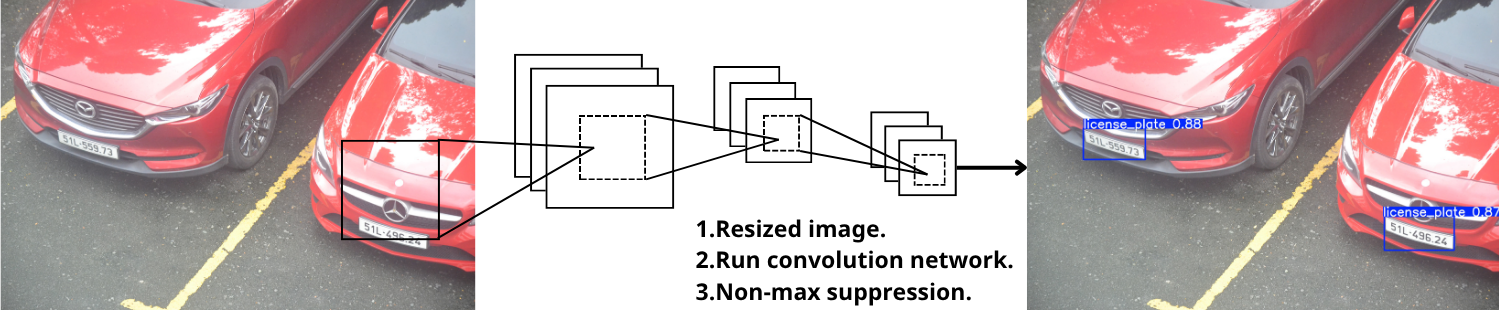 51L-559.73
51L-496.24
1.Resized image.
2.Run convolution network.
3.Non-max suppression.
license_plate 0.88
51L-559.73
license_plate 0.87
51L-496.24